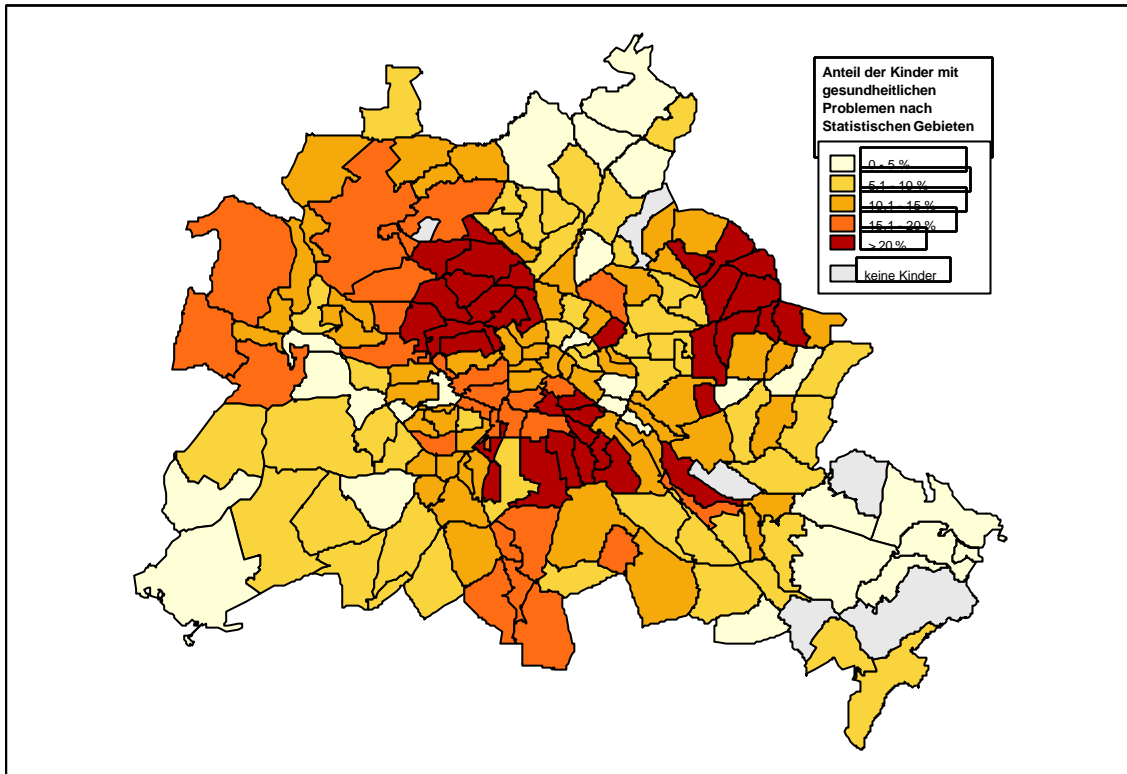 Anteil der Kinder mit
gesundheitlichen
Problemen nach
Statistischen Gebieten
0 - 5 %
5,1 - 10 %
10,1 - 15 %
15,1 - 20 %
> 20 %
keine Kinder